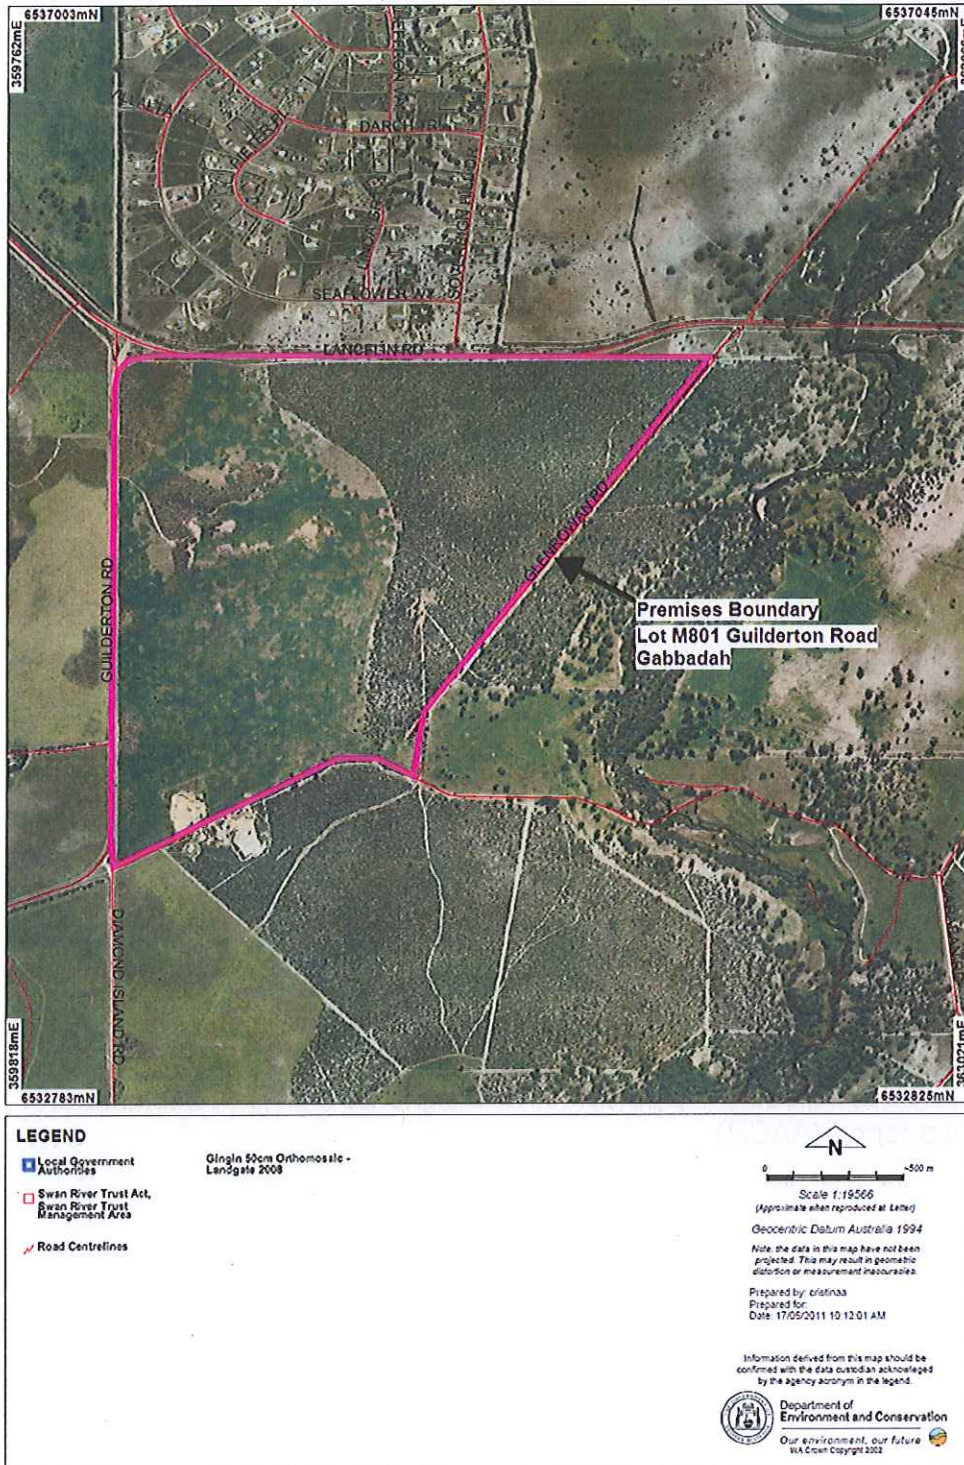 6537003mN
6537045mN
359762mE
DARCH TRL
SEAFLOWER WY
LANCELIN RD
GLENROWAN RD
GUILDERTON RD
Premises Boundary
Lot M801 Guilderton Road
Gabbadah
DIAMOND ISLAND RD
359818mE
363021mE
6532783mN
6532825mN
LEGEND
Local Government
Authorities
Swan River Trust Act,
Swan River Trust
Management Area
Road Centrelines
Gingin 50cm Orthomosaic -
Landgate 2008
N
0 ~500 m
Scale 1:19566
(Approximate when reproduced at Letter)
Geocentric Datum Australia 1994
Note: the data in this map have not been
projected. This may result in geometric
distortion or measurement inaccuracies.
Prepared by: cristinaa
Prepared for:
Date: 17/05/2011 10:12:01 AM
Information derived from this map should be
confirmed with the data custodian acknowleged
by the agency acronym in the legend.
Department of
Environment and Conservation
Our environment, our future
WA Crown Copyright 2002